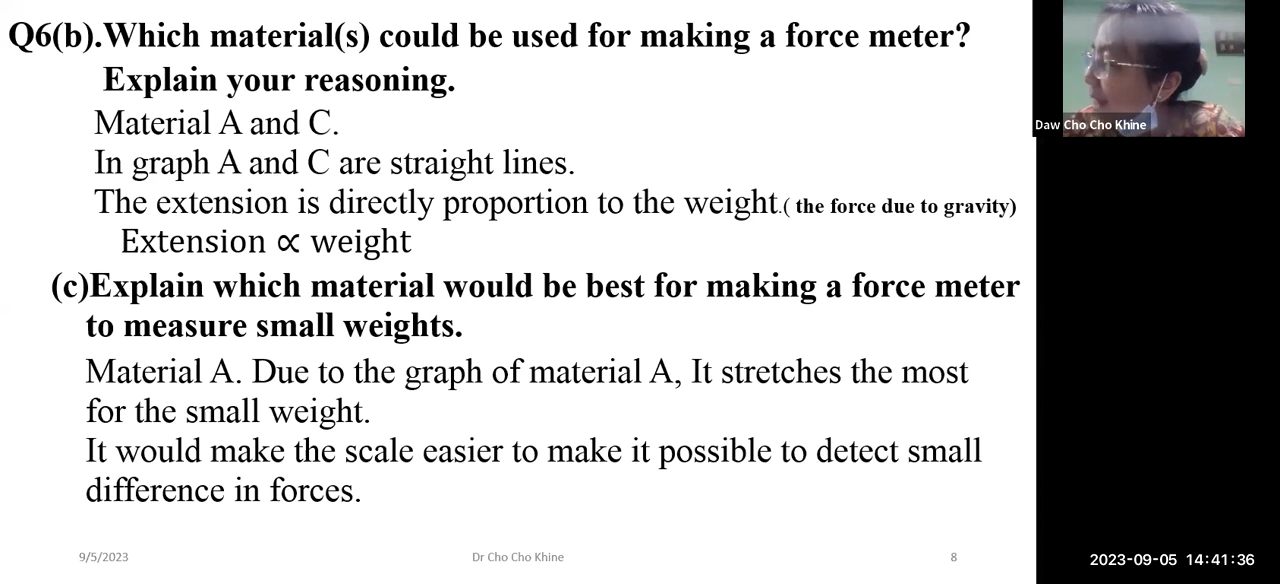 Q6(b).Which material(s) could be used for making a force meter?
Explain your reasoning.
Material A and C.
In graph A and C are straight lines.
The extension is directly proportion to the weight.( the force due to gravity)
Extension ∝ weight
(c)Explain which material would be best for making a force meter
to measure small weights.
Material A. Due to the graph of material A, It stretches the most
for the small weight.
It would make the scale easier to make it possible to detect small
difference in forces.
9/5/2023
Dr Cho Cho Khine
8
Daw Cho Cho Khine
2023-09-05 14:41:36